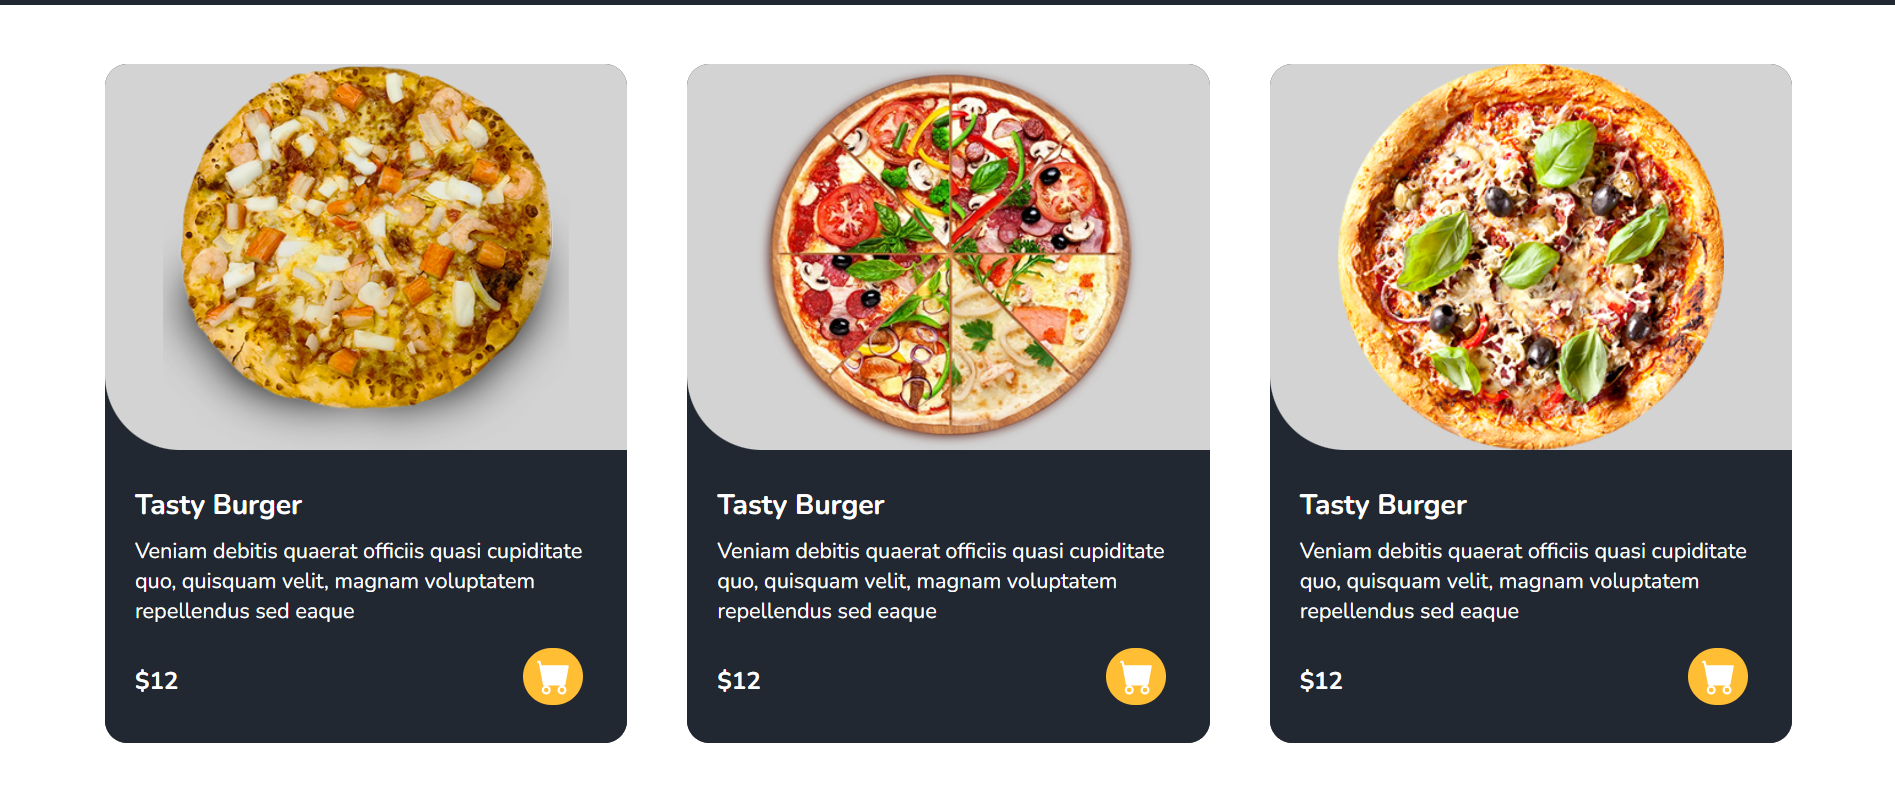 Tasty Burger
Veniam debitis quaerat officiis quasi cupiditate
quo, quisquam velit, magnam voluptatem
repellendus sed eaque
$12
Tasty Burger
Veniam debitis quaerat officiis quasi cupiditate
quo, quisquam velit, magnam voluptatem
repellendus sed eaque
$12
Tasty Burger
Veniam debitis quaerat officiis quasi cupiditate
quo, quisquam velit, magnam voluptatem
repellendus sed eaque
$12